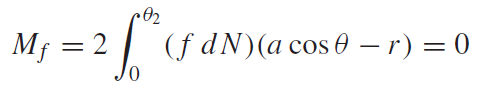 M_f = 2 ∫_0^{θ_2} (f dN)(a cos θ − r) = 0